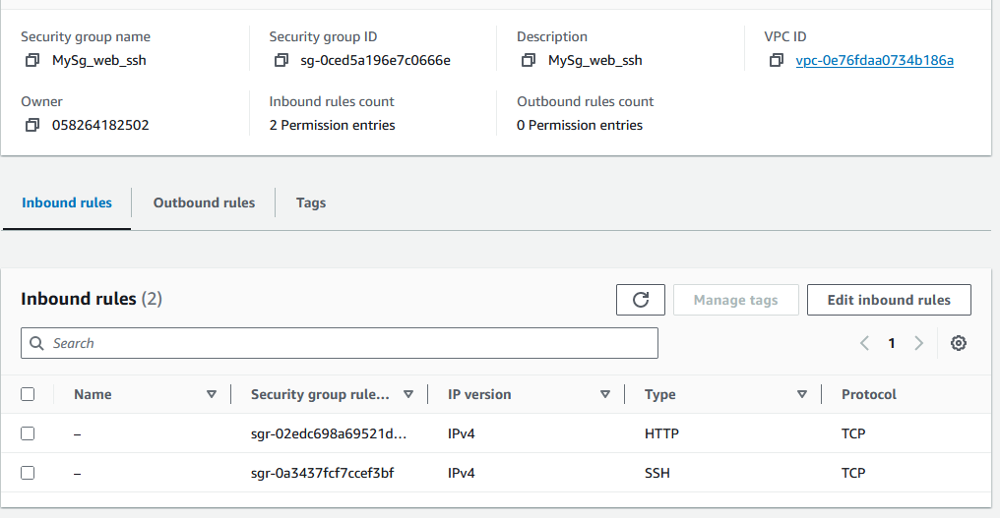 Security group name Security group ID Description VPC ID
MySg_web_ssh sg-0ced5a196e7c0666e MySg_web_ssh vpc-0e76fdaa0734b186a
Owner Inbound rules count Outbound rules count
058264182502 2 Permission entries 0 Permission entries
Inbound rules Outbound rules Tags
Inbound rules (2) Manage tags Edit inbound rules
Search 1
Name Security group rule... IP version Type Protocol
– sgr-02edc698a69521d... IPv4 HTTP TCP
– sgr-0a3437fcf7ccef3bf IPv4 SSH TCP